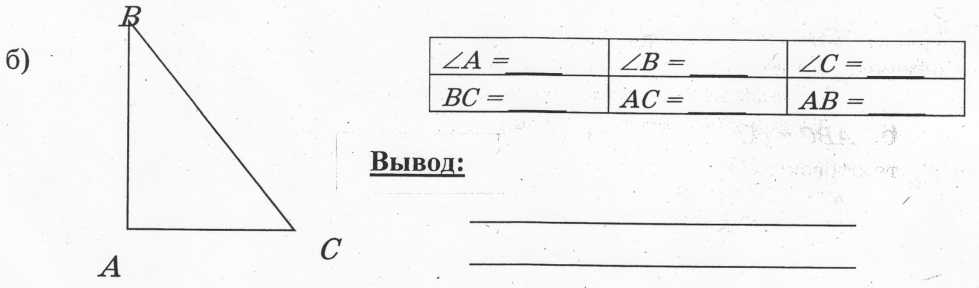 б)
B
A
C
∠A = ____ ∠B = ____ ∠C = ____
BC = ____ AC = ____ AB = ____
Вывод: